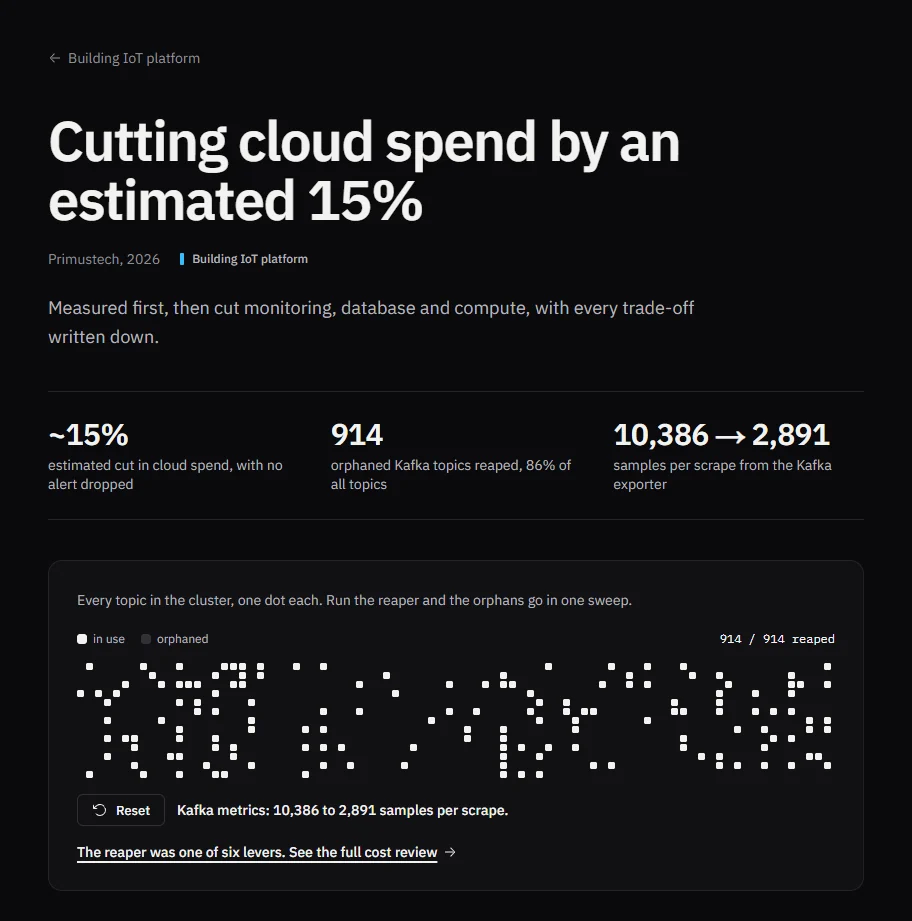 ← Building IoT platform
Cutting cloud spend by an
estimated 15%
Primustech, 2026 Building IoT platform
Measured first, then cut monitoring, database and compute, with every trade-off
written down.
~15% 914 10,386 → 2,891
estimated cut in cloud spend, with no
alert dropped
orphaned Kafka topics reaped, 86% of
all topics
samples per scrape from the Kafka
exporter
Every topic in the cluster, one dot each. Run the reaper and the orphans go in one sweep.
in use orphaned 914 / 914 reaped
Reset Kafka metrics: 10,386 to 2,891 samples per scrape.
The reaper was one of six levers. See the full cost review →